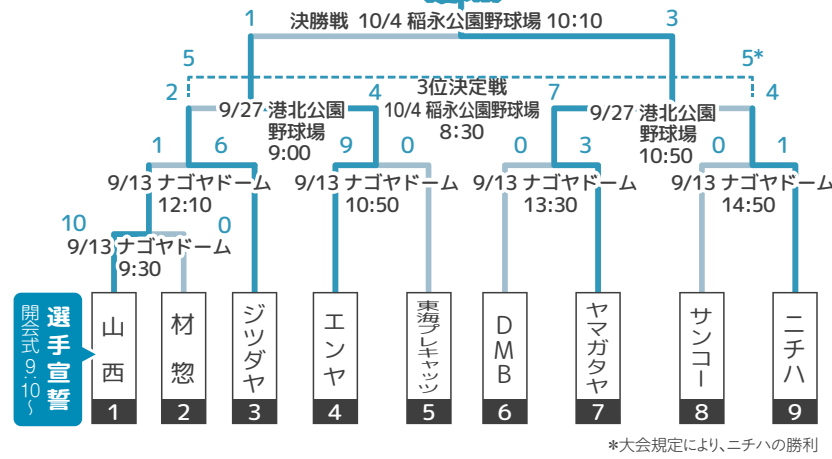 1 決勝戦 10/4 稲永公園野球場 10:10 3
5 5*
2 4 3位決定戦 7 4
9/27 港北公園
野球場
9:00
10/4 稲永公園野球場
8:30
9/27 港北公園
野球場
10:50
1 6 9 0 0 3 0 1
9/13 ナゴヤドーム
12:10
9/13 ナゴヤドーム
10:50
9/13 ナゴヤドーム
13:30
9/13 ナゴヤドーム
14:50
10 0
9/13 ナゴヤドーム
9:30
選手宣誓
開会式 9:10〜
山西
1
材惣
2
ジツダヤ
3
エンヤ
4
東海プレキャッツ
5
DMB
6
ヤマガタヤ
7
サンコー
8
ニチハ
9
*大会規定により、ニチハの勝利